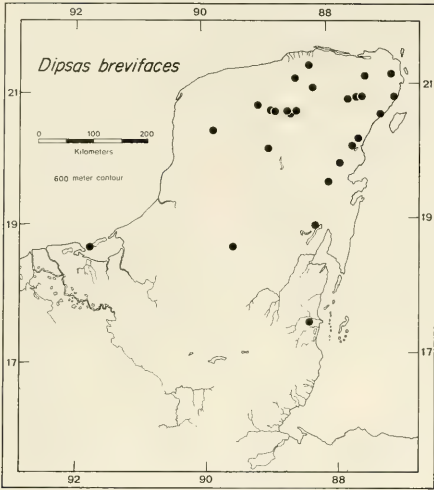 92 90 88
Dipsas brevifaces
21 21
0 100 200
Kilometers
600 meter contour
19 19
17 17
92 90 88